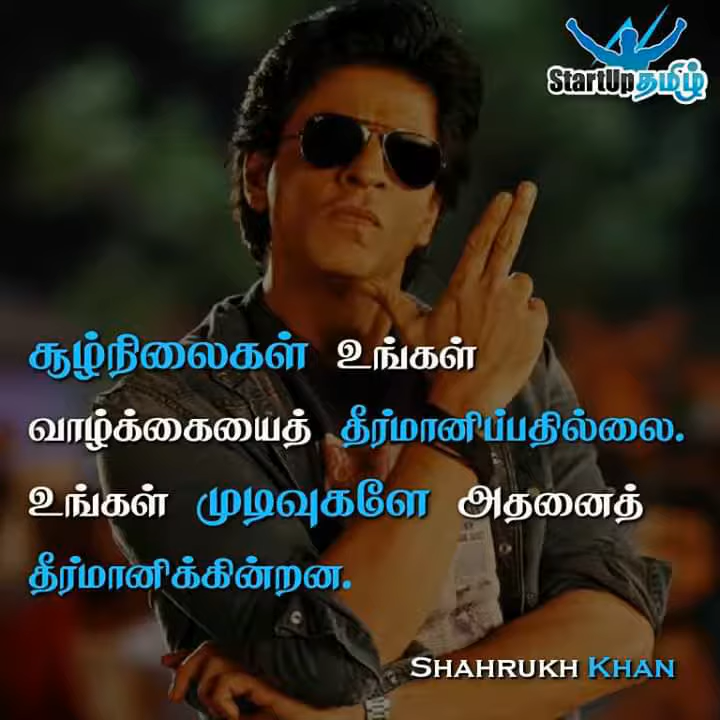 StartUpதமிழ்
சூழ்நிலைகள் உங்கள்
வாழ்க்கையைத் தீர்மானிப்பதில்லை.
உங்கள் முடிவுகளே அதனைத்
தீர்மானிக்கின்றன.
SHAHRUKH KHAN